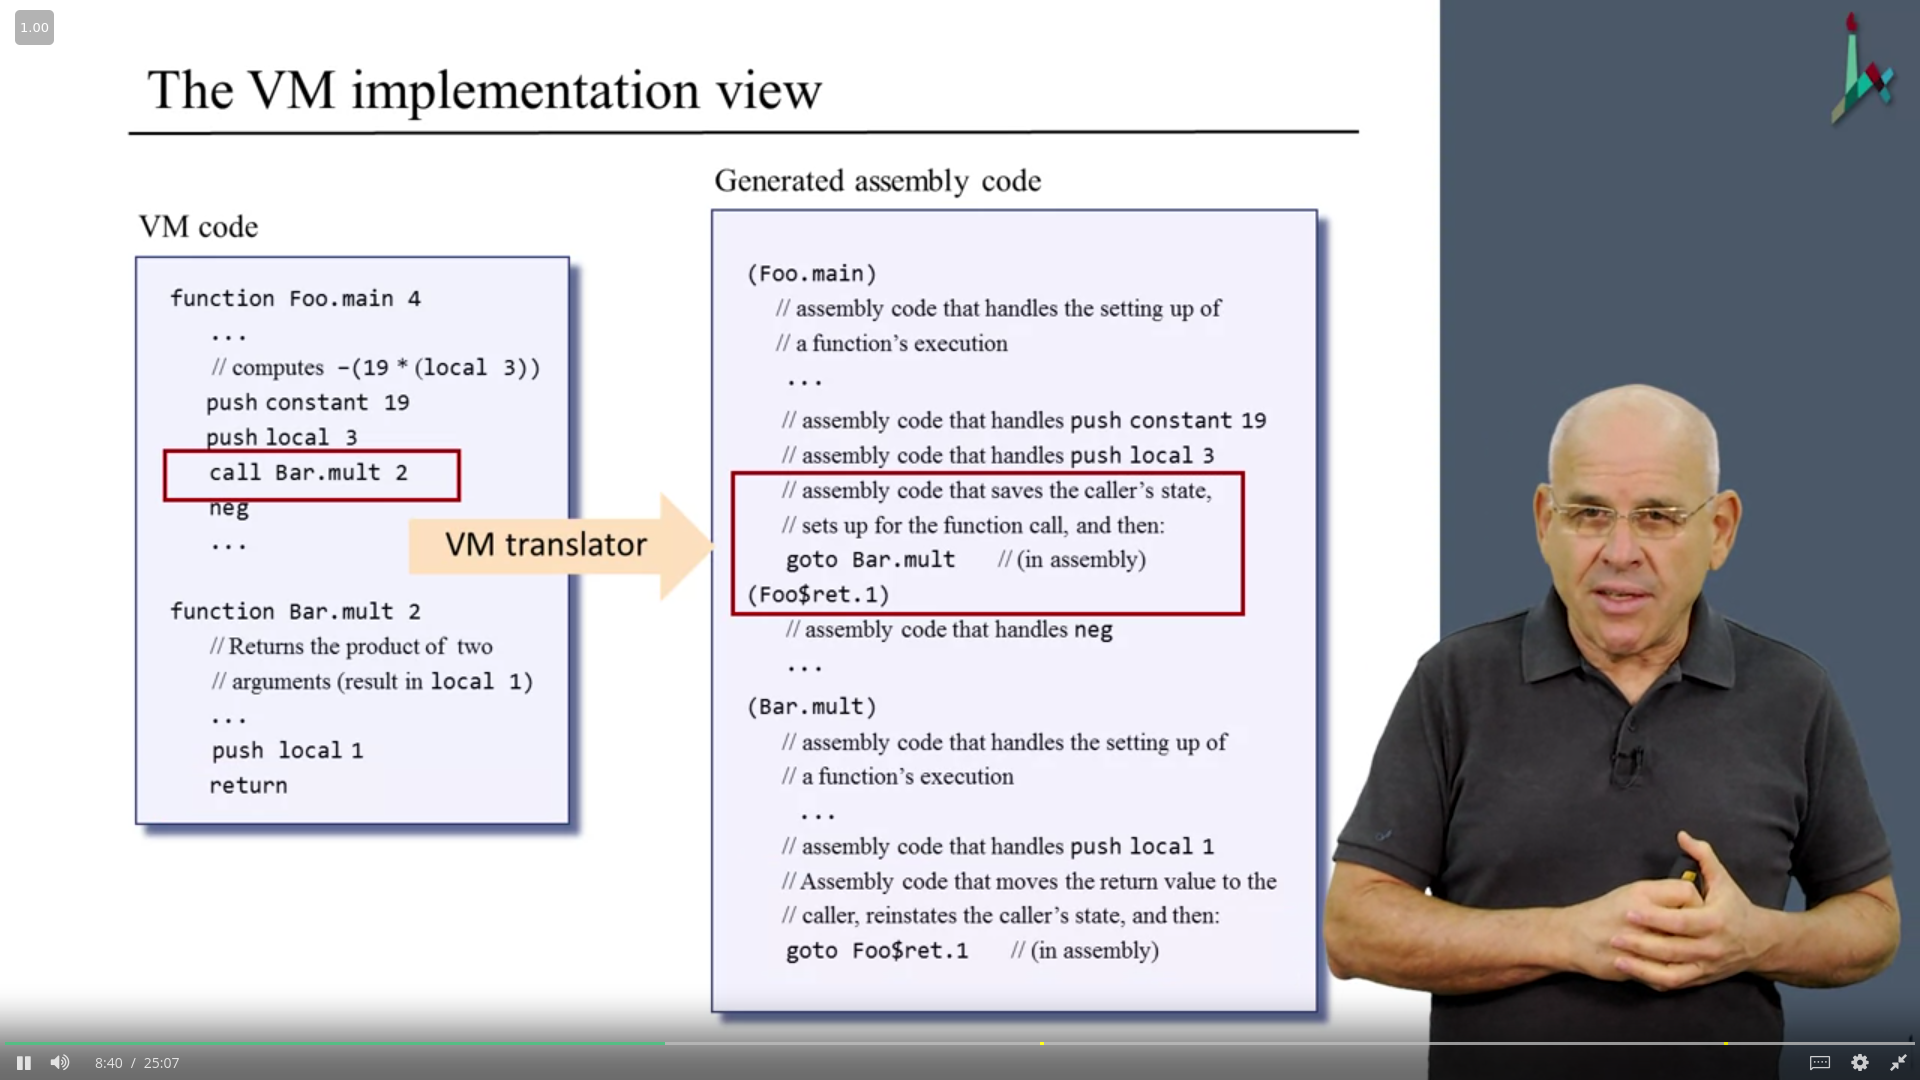 1.00
The VM implementation view
VM code
function Foo.main 4
...
// computes -(19 * (local 3))
push constant 19
push local 3
call Bar.mult 2
neg
...
function Bar.mult 2
// Returns the product of two
// arguments (result in local 1)
...
push local 1
return
VM translator
Generated assembly code
(Foo.main)
// assembly code that handles the setting up of
// a function’s execution
...
// assembly code that handles push constant 19
// assembly code that handles push local 3
// assembly code that saves the caller’s state,
// sets up for the function call, and then:
goto Bar.mult // (in assembly)
(Foo$ret.1)
// assembly code that handles neg
...
(Bar.mult)
// assembly code that handles the setting up of
// a function’s execution
...
// assembly code that handles push local 1
// Assembly code that moves the return value to the
// caller, reinstates the caller’s state, and then:
goto Foo$ret.1 // (in assembly)
8:40 / 25:07